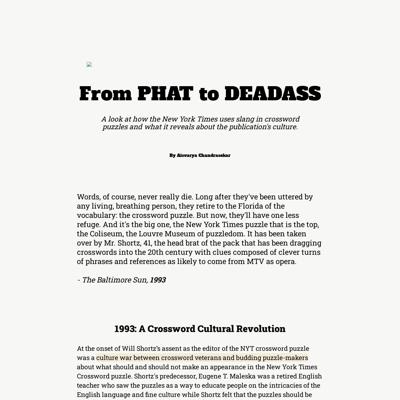 From PHAT to DEADASS
A look at how the New York Times uses slang in crossword
puzzles and what it reveals about the publication's culture.
By Aisvarya Chandrasekar
Words, of course, never really die. Long after they've been uttered by
any living, breathing person, they retire to the Florida of the
vocabulary: the crossword puzzle. But now, they'll have one less
refuge. And it's the big one, the New York Times puzzle that is the top,
the Coliseum, the Louvre Museum of puzzledom. It has been taken
over by Mr. Shortz, 41, the head brat of the pack that has been dragging
crosswords into the 20th century with clues composed of clever turns
of phrases and references as likely to come from MTV as opera.
- The Baltimore Sun, 1993
1993: A Crossword Cultural Revolution
At the onset of Will Shortz's assent as the editor of the NYT crossword puzzle
was a culture war between crossword veterans and budding puzzle-makers
about what should and should not make an appearance in the New York Times
Crossword puzzle. Shortz's predecessor, Eugene T. Maleska was a retired English
teacher who saw the puzzles as a way to educate people on the intricacies of the
English language and fine culture while Shortz felt that the puzzles should be